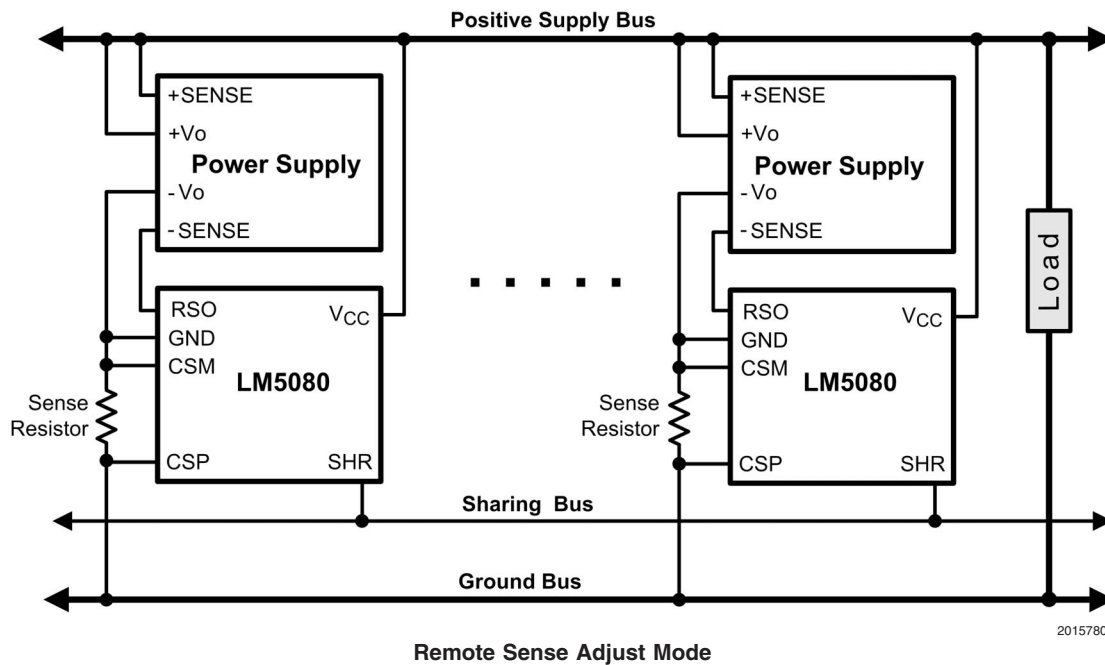 Positive Supply Bus
+SENSE
+Vo
Power Supply
-Vo
-SENSE
RSO
VCC
GND
CSM
LM5080
Sense
Resistor
CSP
SHR
+SENSE
+Vo
Power Supply
-Vo
-SENSE
RSO
VCC
GND
CSM
LM5080
Sense
Resistor
CSP
SHR
Load
Sharing Bus
Ground Bus
2015780
Remote Sense Adjust Mode